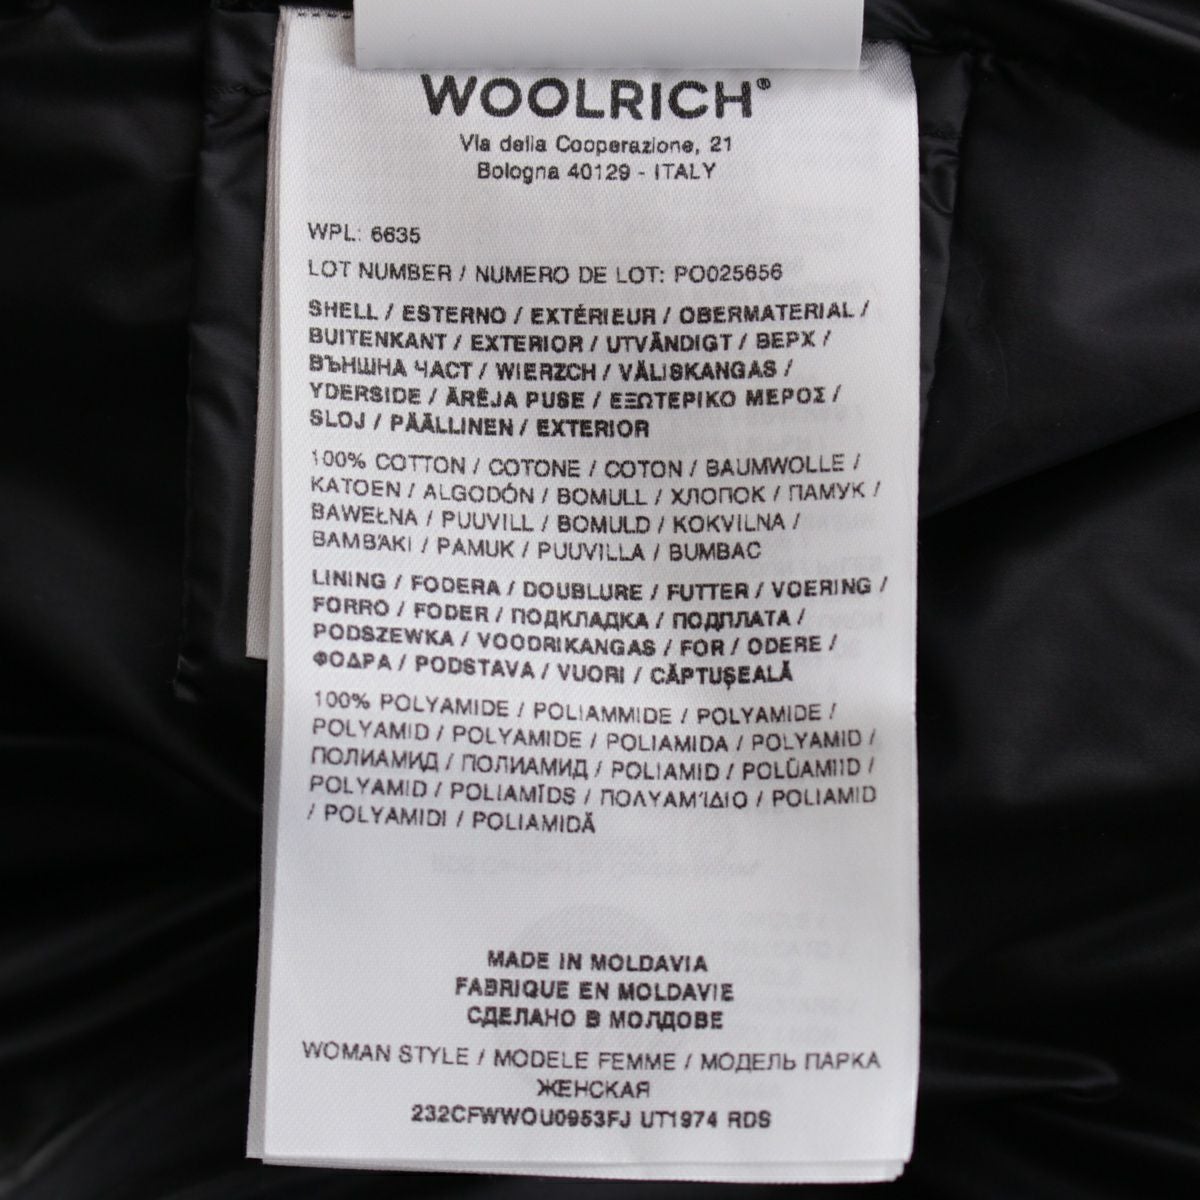 WOOLRICH®
Via della Cooperazione, 21
Bologna 40129 - ITALY
WPL: 6635
LOT NUMBER / NUMERO DE LOT: PO025656
SHELL / ESTERNO / EXTÉRIEUR / OBERMATERIAL /
BUITENKANT / EXTERIOR / UTVÄNDIGT / ВЕРХ /
ВЪНШНА ЧАСТ / WIERZCH / VÄLISKANGAS /
YDERSIDE / ĀRĒJA PUSE / ΕΞΩΤΕΡΙΚΟ ΜΕΡΟΣ /
SLOJ / PÄÄLLINEN / EXTERIOR
100% COTTON / COTONE / COTON / BAUMWOLLE /
KATOEN / ALGODÓN / BOMULL / ХЛОПОК / ПАМУК /
BAWEŁNA / PUUVILL / BOMULD / KOKVILNA /
ΒΑΜΒΆΚΙ / PAMUK / PUUVILLA / BUMBAC
LINING / FODERA / DOUBLURE / FUTTER / VOERING /
FORRO / FODER / ПОДКЛАДКА / ПОДПЛАТА /
PODSZEWKA / VOODRIKANGAS / FOR / ODERE /
ΦΟΔΡΑ / PODSTAVA / VUORI / CĂPTUȘEALĂ
100% POLYAMIDE / POLIAMMIDE / POLYAMIDE /
POLYAMID / POLYAMIDE / POLIAMIDA / POLYAMID /
ПОЛИАМИД / ПОЛИАМИД / POLIAMID / POLÜAMIID /
POLYAMID / POLIAMĪDS / ΠΟΛΥΑΜΊΔΙΟ / POLIAMID
/ POLYAMIDI / POLIAMIDĂ
MADE IN MOLDAVIA
FABRIQUE EN MOLDAVIE
СДЕЛАНО В МОЛДОВЕ
WOMAN STYLE / MODELE FEMME / МОДЕЛЬ ПАРКА
ЖЕНСКАЯ
232CFWWOU0953FJ UT1974 RDS